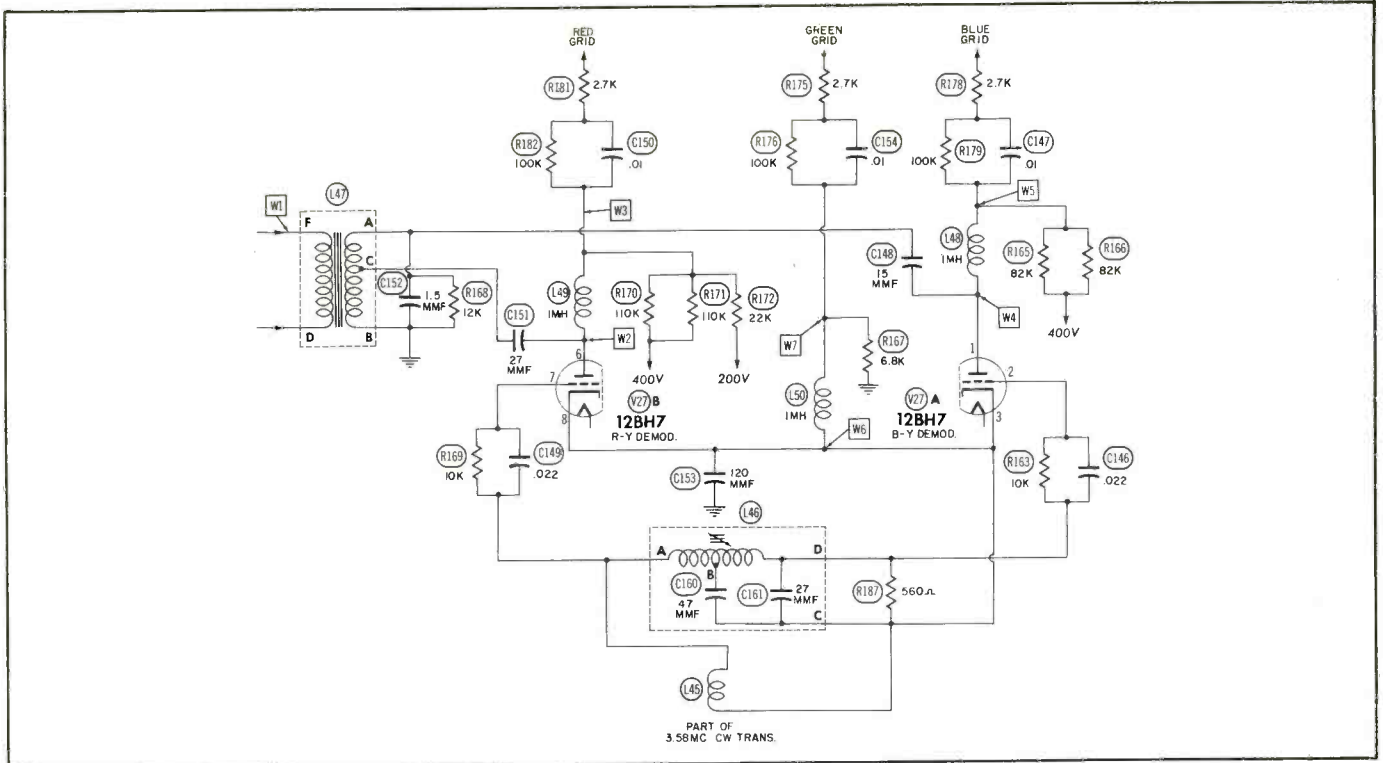 RED
GRID
GREEN
GRID
BLUE
GRID
R181
2.7K
R175
2.7K
R178
2.7K
R182
100K
C150
.01
R176
100K
C154
.01
R179
100K
C147
.01
L47
W1
F
A
C
D
B
C152
1.5
MMF
R168
12K
C151
27
MMF
W3
L49
1MH
W2
R170
110K
R171
110K
R172
22K
400V
200V
C148
15
MMF
W5
L48
1MH
W4
R165
82K
R166
82K
400V
W7
R167
6.8K
L50
1MH
W6
6
7
8
V27 B
12BH7
R-Y DEMOD.
1
2
3
V27 A
12BH7
B-Y DEMOD.
R169
10K
C149
.022
C153
120
MMF
R163
10K
C146
.022
L46
A
D
B
C
C160
47
MMF
C161
27
MMF
R187
560Ω
L45
PART OF
3.58MC CW TRANS.